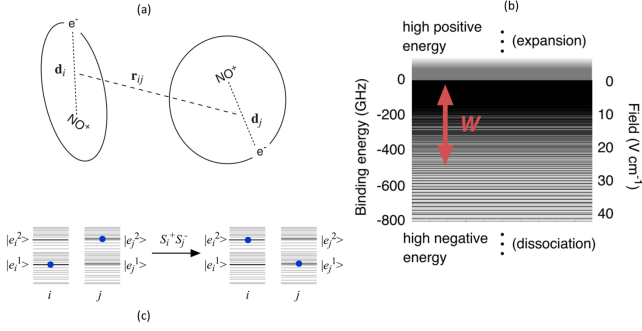 (a)
e⁻
d_i
r_ij
NO⁺
NO⁺
d_j
e⁻
(b)
high positive
energy
(expansion)
Binding energy (GHz)
0
-200
-400
-600
-800
W
0
10
20
30
40
Field (V cm⁻¹)
high negative
energy
(dissociation)
|e_i²>
|e_i¹>
|e_j²>
|e_j¹>
i
j
S_i⁺S_j⁻
|e_i²>
|e_i¹>
|e_j²>
|e_j¹>
i
j
(c)